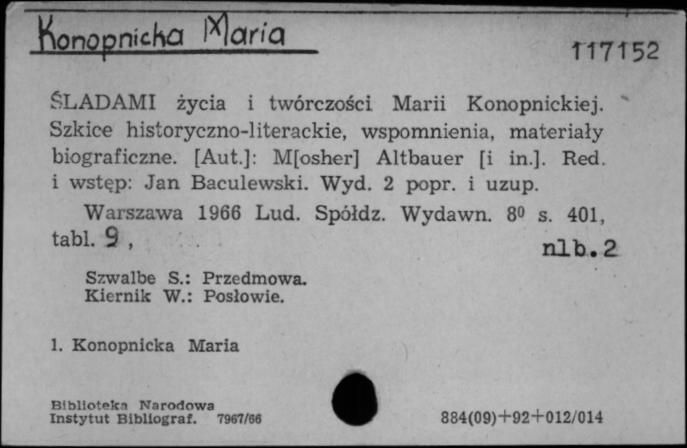 Konopnicka Maria
117152
ŚLADAMI życia i twórczości Marii Konopnickiej.
Szkice historyczno-literackie, wspomnienia, materiały
biograficzne. [Aut.]: M[osher] Altbauer [i in.]. Red.
i wstęp: Jan Baculewski. Wyd. 2 popr. i uzup.
Warszawa 1966 Lud. Spółdz. Wydawn. 8⁰ s. 401,
tabl. 9, nlb. 2
Szwalbe S.: Przedmowa.
Kiernik W.: Posłowie.
1. Konopnicka Maria
Biblioteka Narodowa
Instytut Bibliograf. 7967/66 884(09)+92+012/014